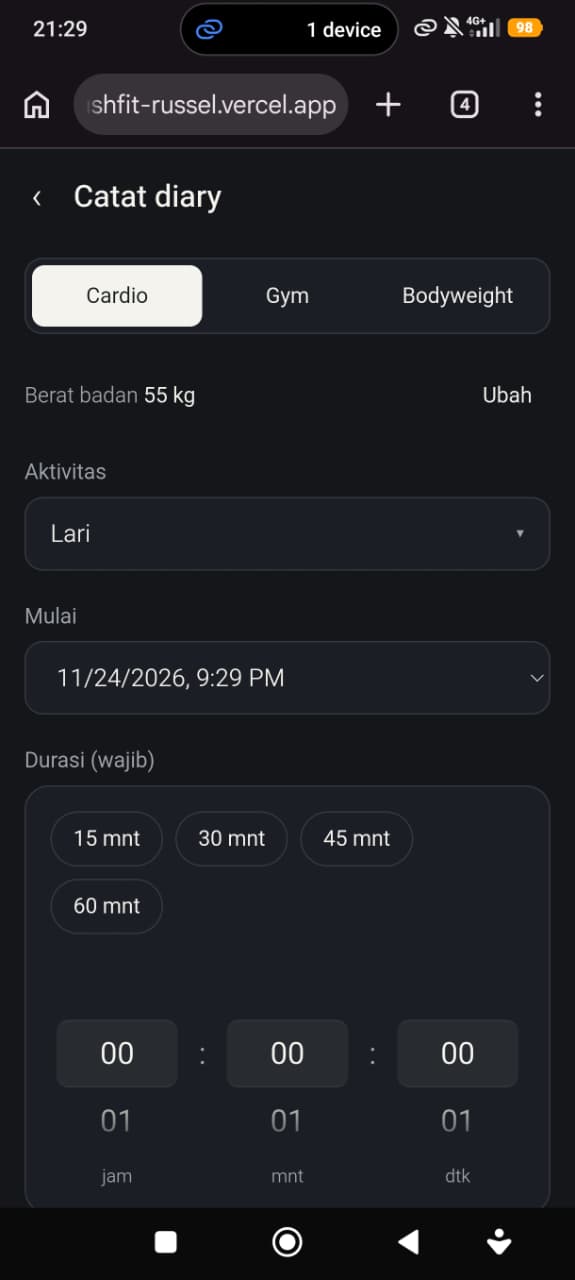 21:29
1 device
4G+
98
shfit-russel.vercel.app
4
Catat diary
Cardio
Gym
Bodyweight
Berat badan 55 kg
Ubah
Aktivitas
Lari
Mulai
11/24/2026, 9:29 PM
Durasi (wajib)
15 mnt
30 mnt
45 mnt
60 mnt
00 : 00 : 00
01 01 01
jam mnt dtk